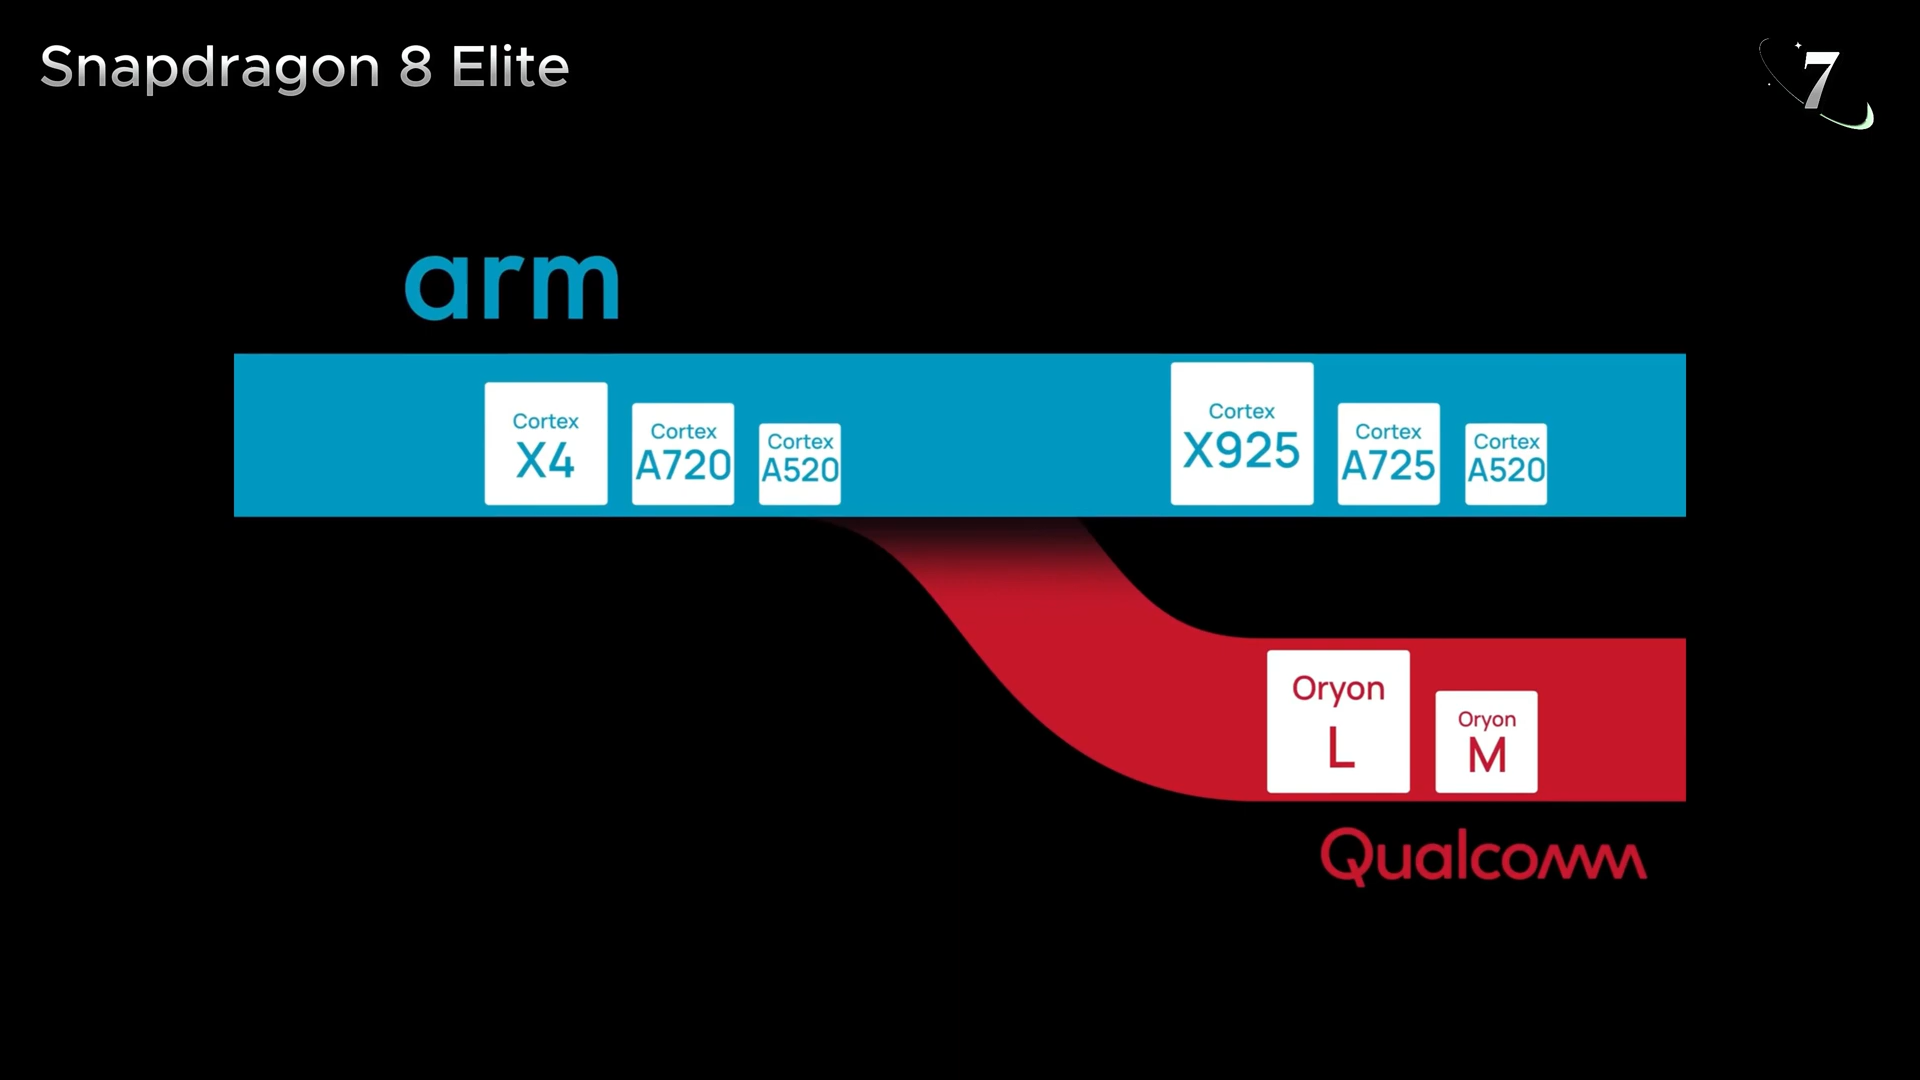 Snapdragon 8 Elite
7
arm
Cortex
X4
Cortex
A720
Cortex
A520
Cortex
X925
Cortex
A725
Cortex
A520
Oryon
L
Oryon
M
Qualcomm